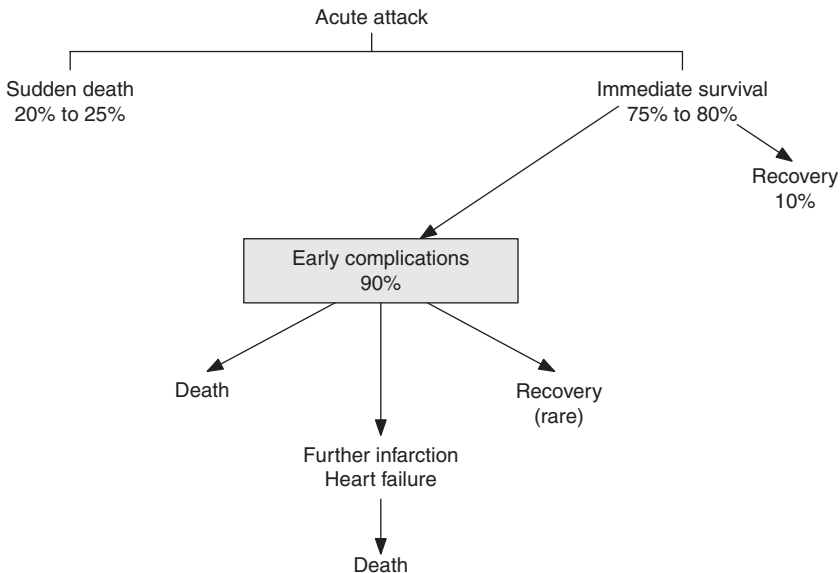 Acute attack
Sudden death
20% to 25%
Immediate survival
75% to 80%
Recovery
10%
Early complications
90%
Death
Recovery
(rare)
Further infarction
Heart failure
Death